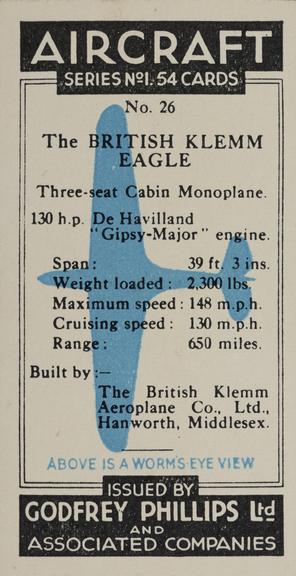 AIRCRAFT
SERIES No1. 54 CARDS
No. 26
The BRITISH KLEMM
EAGLE
Three-seat Cabin Monoplane.
130 h.p. De Havilland
"Gipsy-Major" engine.
Span: 39 ft. 3 ins.
Weight loaded: 2,300 lbs.
Maximum speed: 148 m.p.h.
Cruising speed: 130 m.p.h.
Range: 650 miles.
Built by:—
The British Klemm
Aeroplane Co., Ltd.,
Hanworth, Middlesex.
ABOVE IS A WORM'S EYE VIEW
ISSUED BY
GODFREY PHILLIPS Ltd
AND
ASSOCIATED COMPANIES